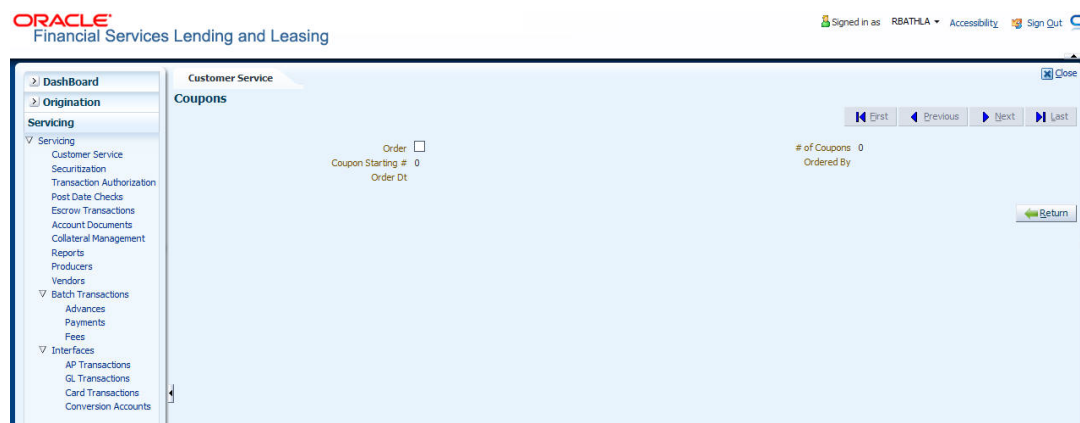 ORACLE
Financial Services Lending and Leasing
Signed in as RBATHLA Accessibility Sign Out
DashBoard
Origination
Servicing
Servicing
Customer Service
Securitization
Transaction Authorization
Post Date Checks
Escrow Transactions
Account Documents
Collateral Management
Reports
Producers
Vendors
Batch Transactions
Advances
Payments
Fees
Interfaces
AP Transactions
GL Transactions
Card Transactions
Conversion Accounts
Customer Service
Close
Coupons
First Previous Next Last
Order
# of Coupons 0
Coupon Starting # 0
Ordered By
Order Dt
Return